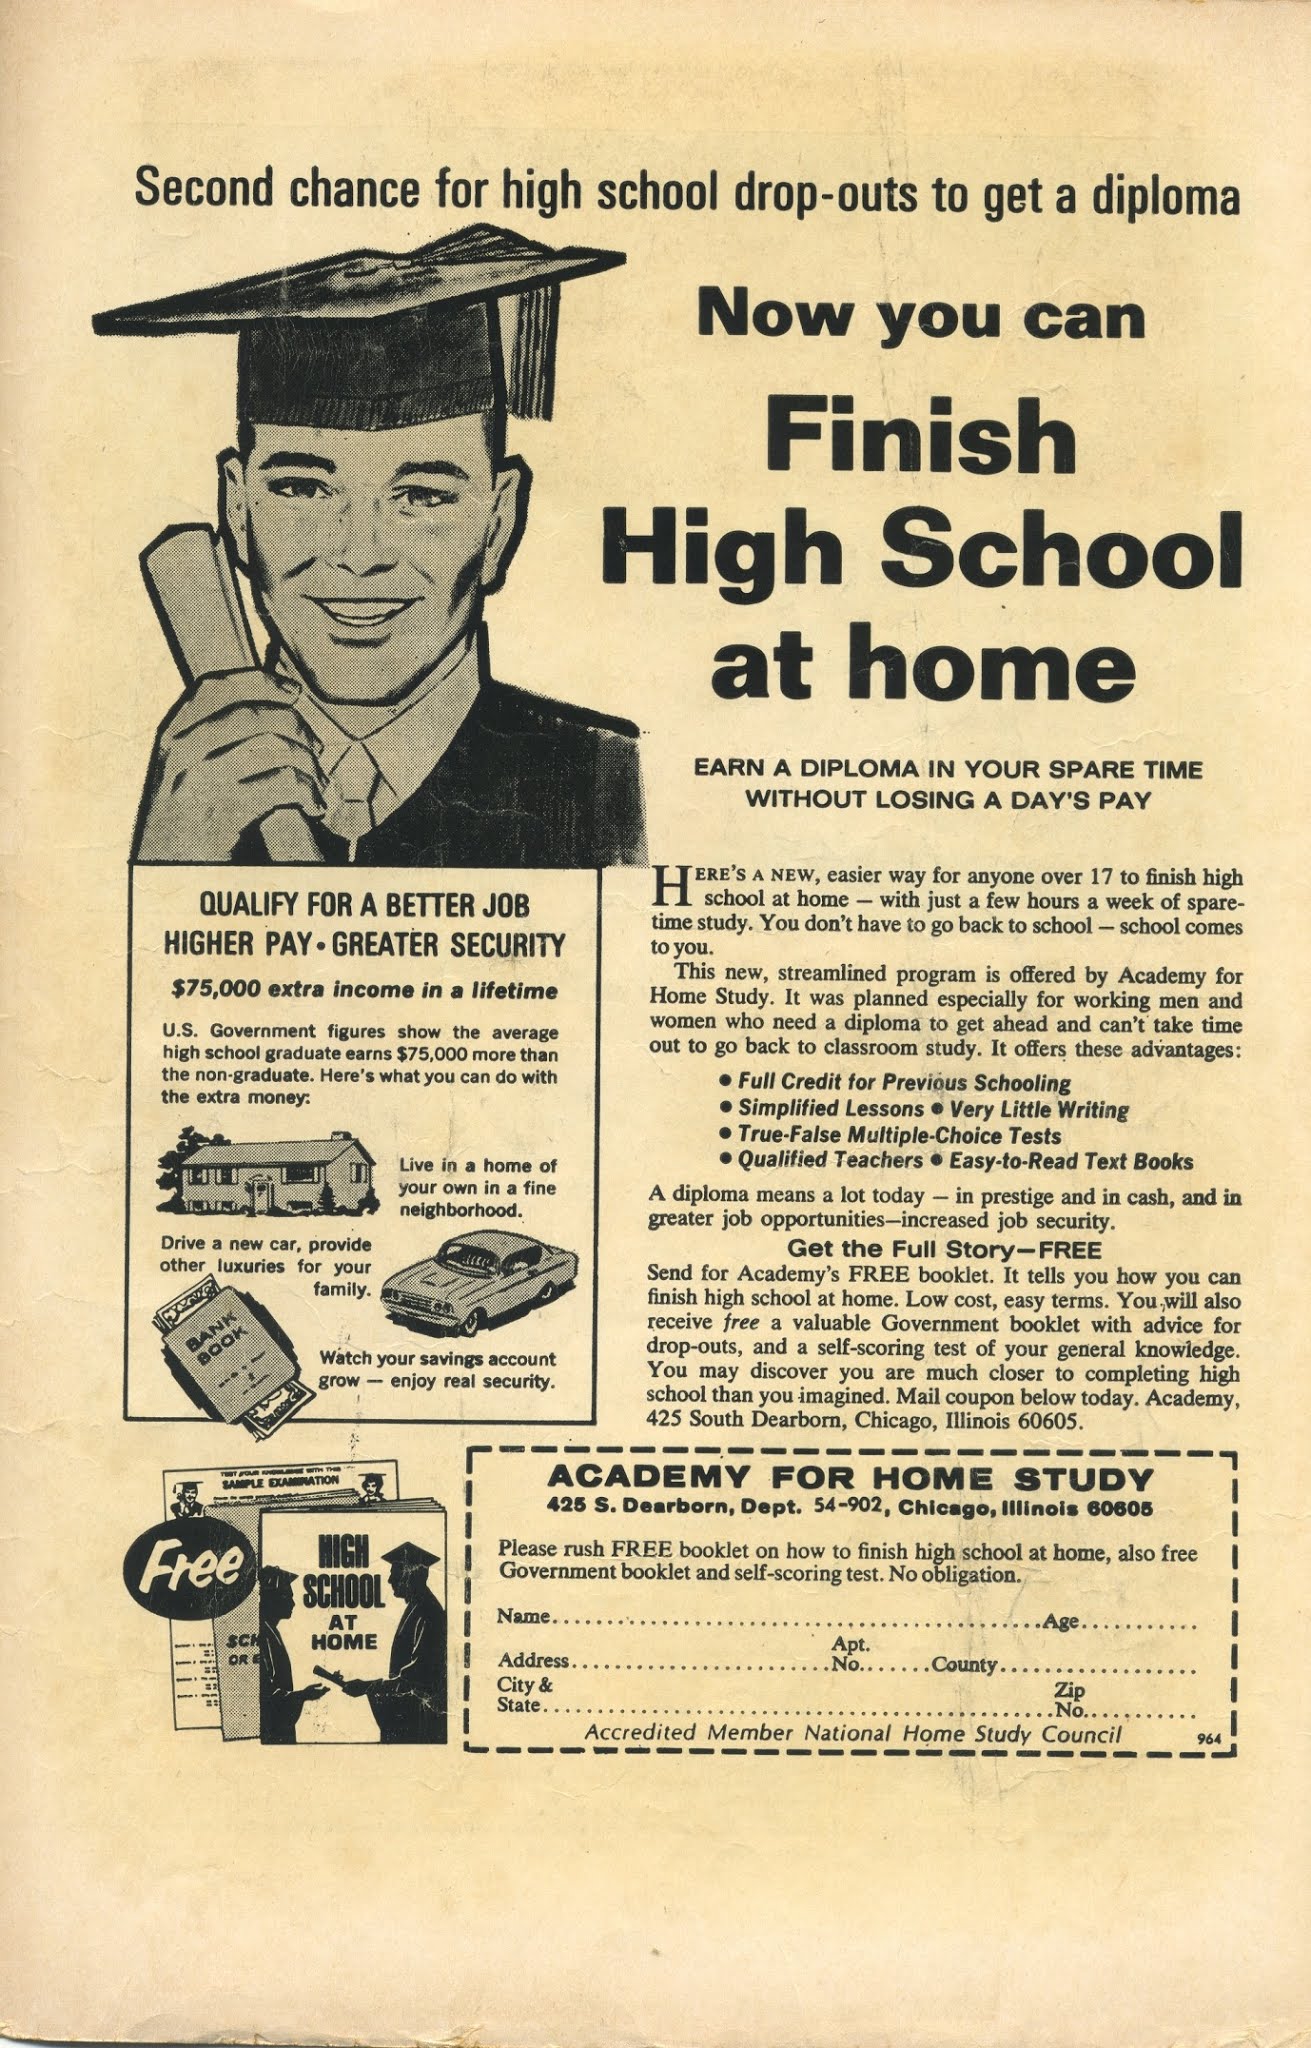 Second chance for high school drop-outs to get a diploma
Now you can
Finish
High School
at home
EARN A DIPLOMA IN YOUR SPARE TIME
WITHOUT LOSING A DAY'S PAY
QUALIFY FOR A BETTER JOB
HIGHER PAY • GREATER SECURITY
$75,000 extra income in a lifetime
U.S. Government figures show the average
high school graduate earns $75,000 more than
the non-graduate. Here's what you can do with
the extra money:
Live in a home of
your own in a fine
neighborhood.
Drive a new car, provide
other luxuries for your
family.
BANK
BOOK
Watch your savings account
grow — enjoy real security.
HERE'S A NEW, easier way for anyone over 17 to finish high
school at home — with just a few hours a week of spare-
time study. You don't have to go back to school — school comes
to you.
This new, streamlined program is offered by Academy for
Home Study. It was planned especially for working men and
women who need a diploma to get ahead and can't take time
out to go back to classroom study. It offers these advantages:
• Full Credit for Previous Schooling
• Simplified Lessons • Very Little Writing
• True-False Multiple-Choice Tests
• Qualified Teachers • Easy-to-Read Text Books
A diploma means a lot today — in prestige and in cash, and in
greater job opportunities—increased job security.
Get the Full Story—FREE
Send for Academy's FREE booklet. It tells you how you can
finish high school at home. Low cost, easy terms. You will also
receive free a valuable Government booklet with advice for
drop-outs, and a self-scoring test of your general knowledge.
You may discover you are much closer to completing high
school than you imagined. Mail coupon below today. Academy,
425 South Dearborn, Chicago, Illinois 60605.
TEST YOUR KNOWLEDGE WITH THIS
SAMPLE EXAMINATION
Free
SCH
OR E
HIGH
SCHOOL
AT
HOME
ACADEMY FOR HOME STUDY
425 S. Dearborn, Dept. 54-902, Chicago, Illinois 60605
Please rush FREE booklet on how to finish high school at home, also free
Government booklet and self-scoring test. No obligation.
Name.................................................Age............
Address..........................Apt. No.......County....................
City & State.....................................................Zip No............
Accredited Member National Home Study Council 964